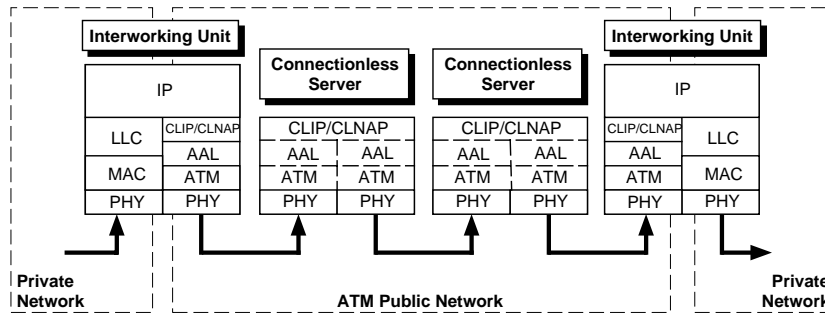 Interworking Unit
Interworking Unit
Connectionless
Server
Connectionless
Server
IP
IP
LLC
CLIP/CLNAP
CLIP/CLNAP
CLIP/CLNAP
CLIP/CLNAP
LLC
AAL
AAL
AAL
AAL
AAL
AAL
MAC
ATM
ATM
ATM
ATM
ATM
ATM
MAC
PHY
PHY
PHY
PHY
PHY
PHY
PHY
PHY
Private
Network
ATM Public Network
Private
Network